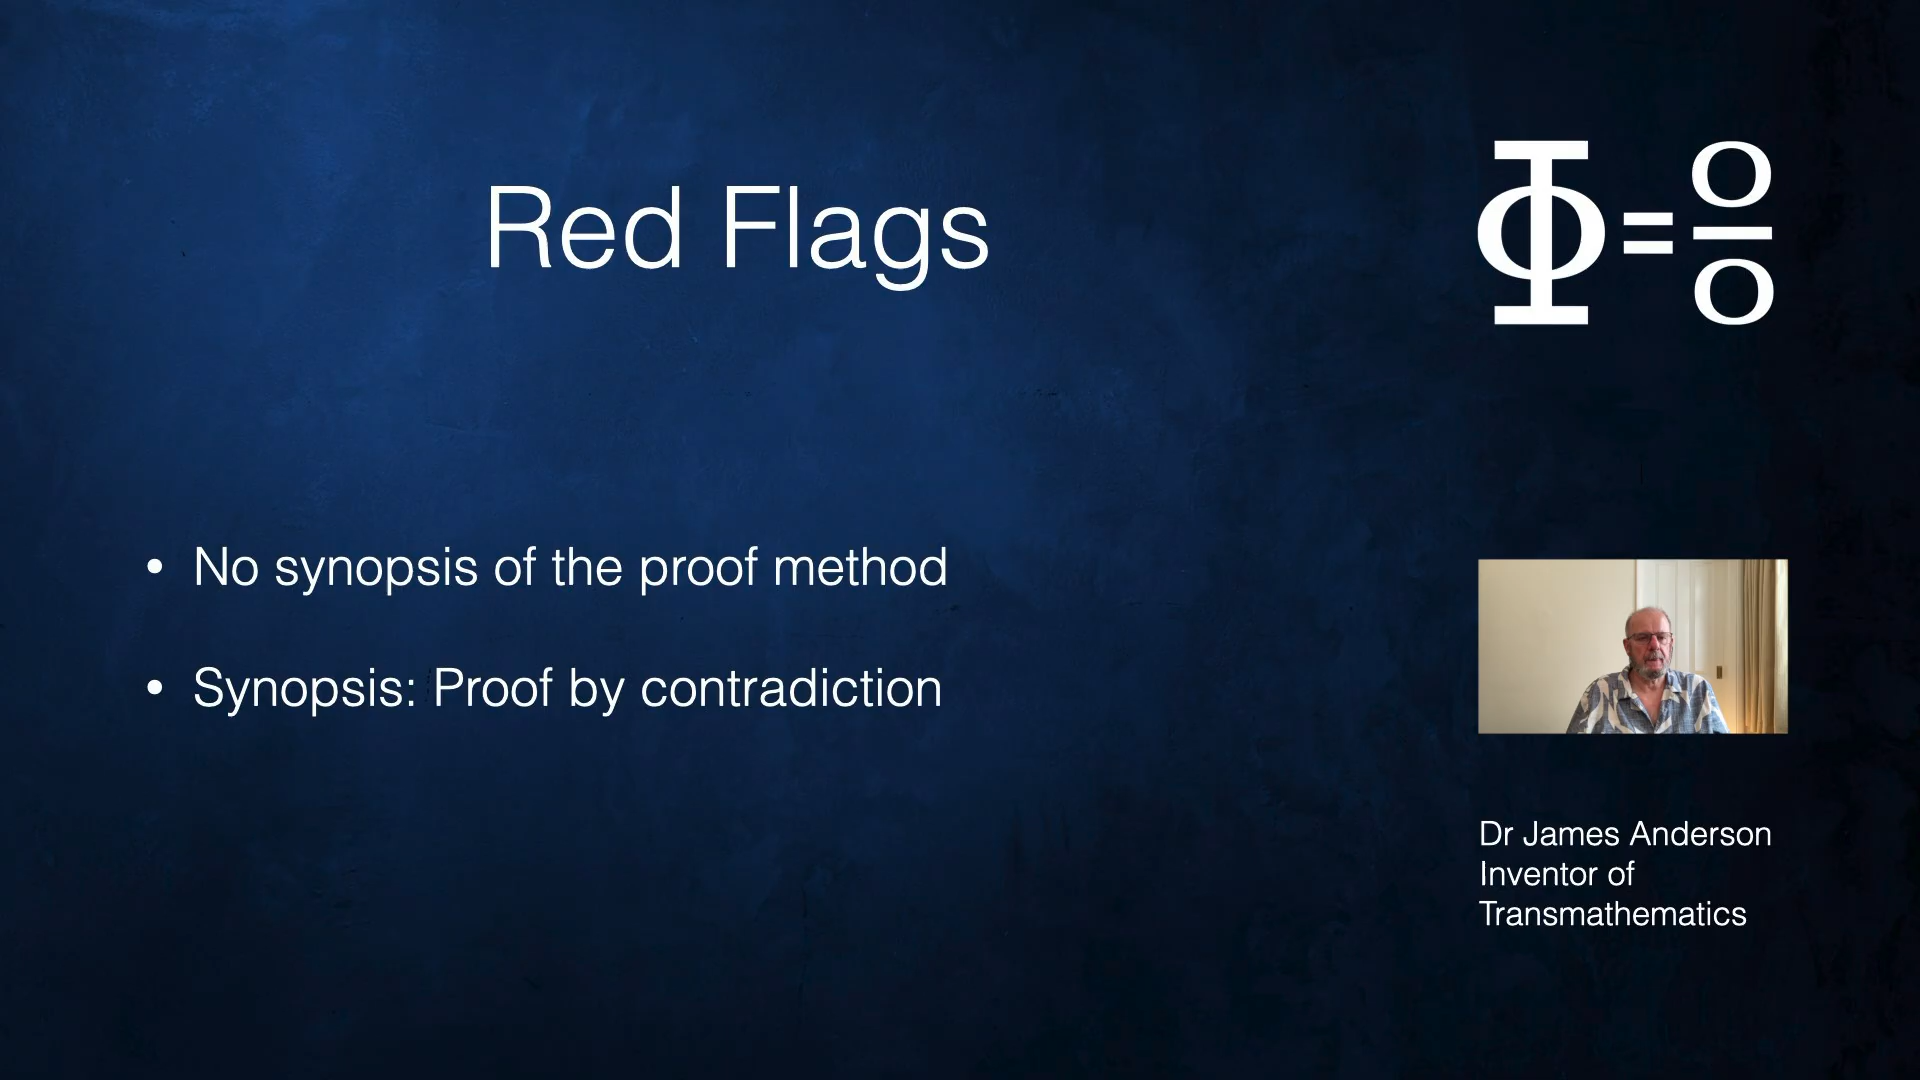 Red Flags
Φ=0/0
• No synopsis of the proof method
• Synopsis: Proof by contradiction
Dr James Anderson
Inventor of
Transmathematics